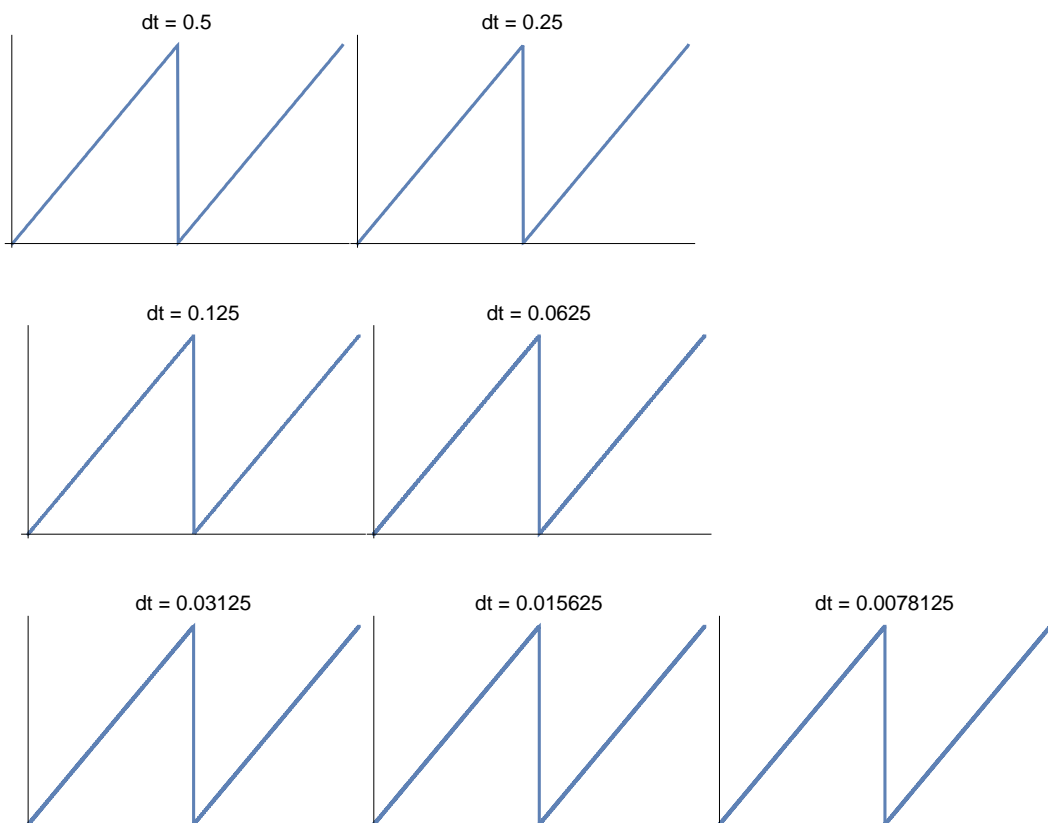 dt = 0.5
dt = 0.25
dt = 0.125
dt = 0.0625
dt = 0.03125
dt = 0.015625
dt = 0.0078125